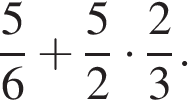 5/6 + 5/2 · 2/3 .